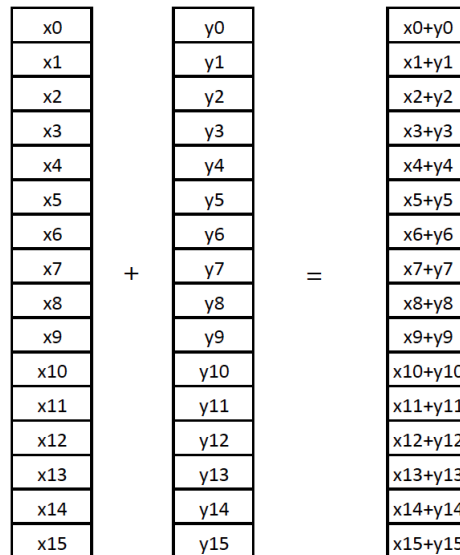 x0 y0 x0+y0
x1 y1 x1+y1
x2 y2 x2+y2
x3 y3 x3+y3
x4 y4 x4+y4
x5 y5 x5+y5
x6 y6 x6+y6
x7 + y7 = x7+y7
x8 y8 x8+y8
x9 y9 x9+y9
x10 y10 x10+y10
x11 y11 x11+y11
x12 y12 x12+y12
x13 y13 x13+y13
x14 y14 x14+y14
x15 y15 x15+y15